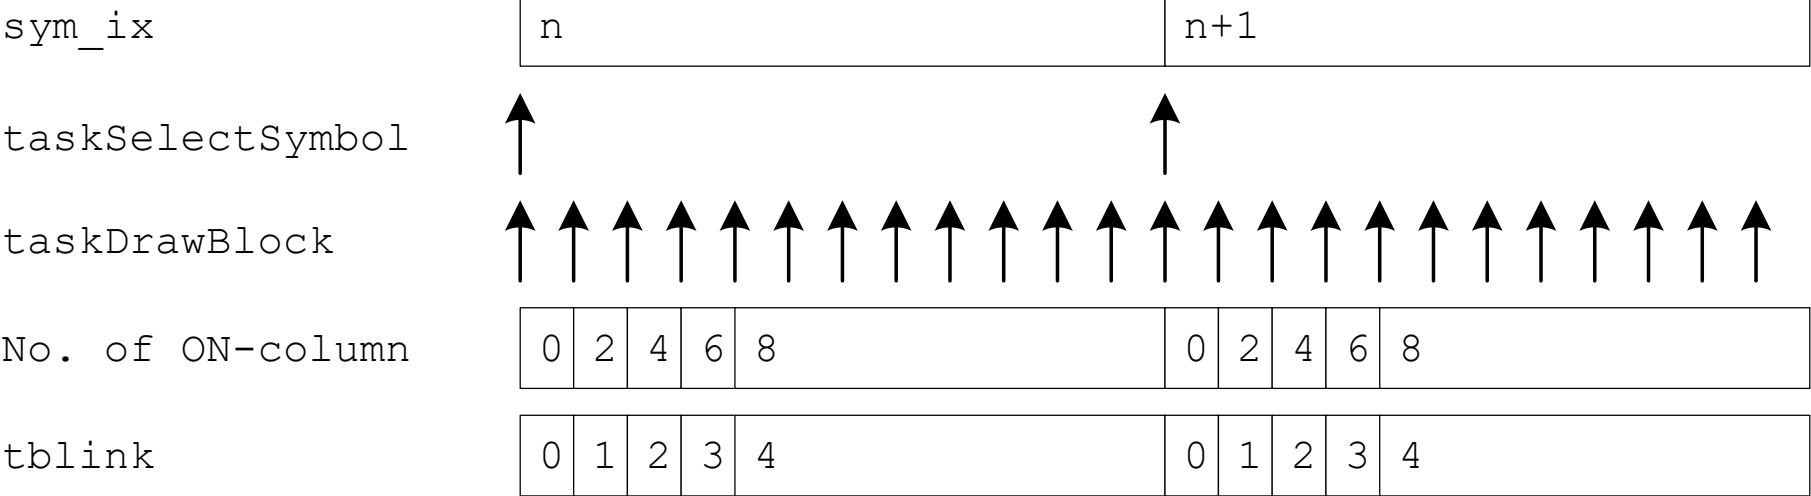 sym_ix n n+1
taskSelectSymbol
taskDrawBlock
No. of ON-column 0 2 4 6 8 0 2 4 6 8
tblink 0 1 2 3 4 0 1 2 3 4